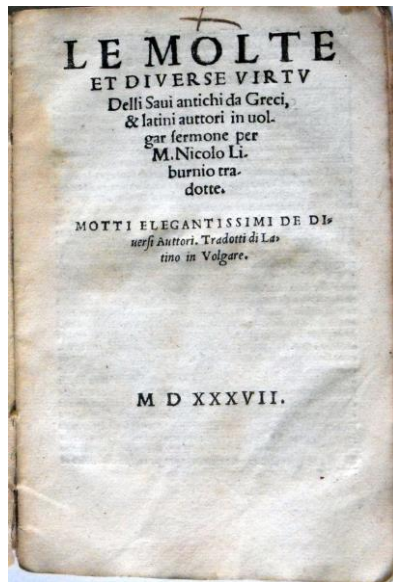 LE MOLTE
ET DIVERSE VIRTV
Delli Saui antichi da Greci,
& latini auttori in uol-
gar sermone per
M. Nicolo Li-
burnio tra-
dotte.
MOTTI ELEGANTISSIMI DE DI-
uersi Auttori. Tradotti di La-
tino in Volgare.
M D XXXVII.